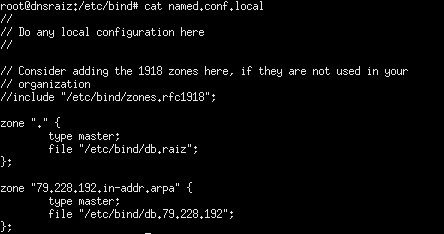 root@dnsraiz:/etc/bind# cat named.conf.local
//
// Do any local configuration here
//
// Consider adding the 1918 zones here, if they are not used in your
// organization
//include "/etc/bind/zones.rfc1918";
zone "." {
type master;
file "/etc/bind/db.raiz";
};
zone "79.228.192.in-addr.arpa" {
type master;
file "/etc/bind/db.79.228.192";
};